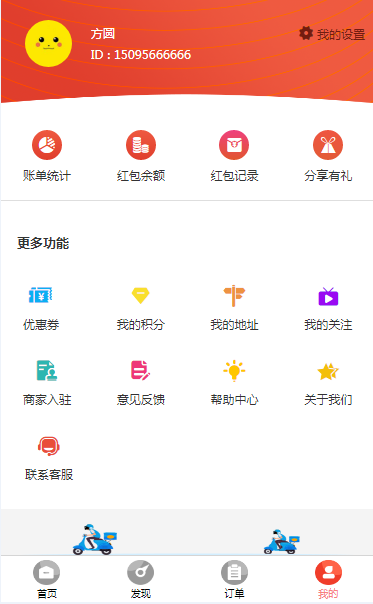 方圆
我的设置
ID : 15095666666
账单统计 红包余额 红包记录 分享有礼
更多功能
优惠券 我的积分 我的地址 我的关注
商家入驻 意见反馈 帮助中心 关于我们
联系客服
首页 发现 订单 我的